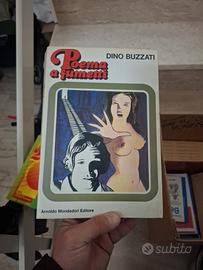 DINO BUZZATI
Poema
a fumetti
Arnoldo Mondadori Editore
subito